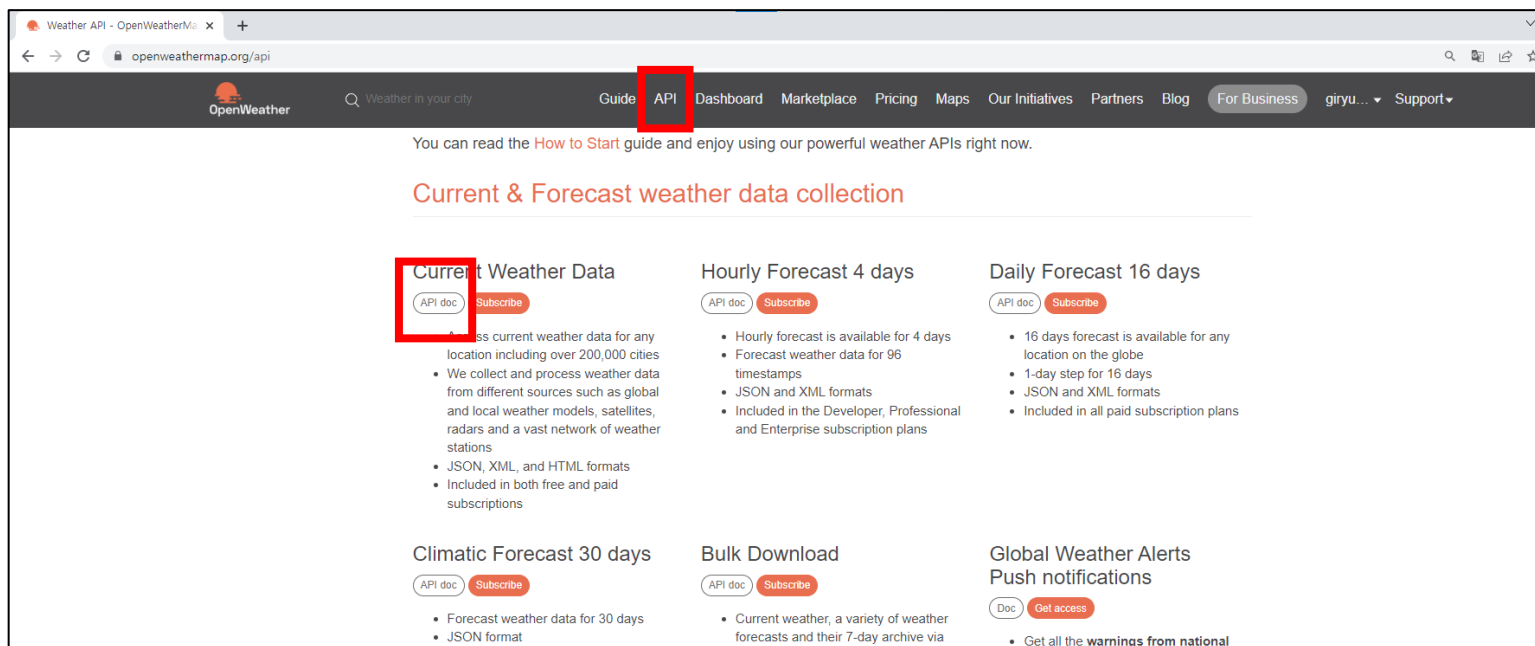 Weather API - OpenWeatherMa
openweathermap.org/api
OpenWeather
Weather in your city
Guide API Dashboard Marketplace Pricing Maps Our Initiatives Partners Blog For Business giryu... Support
You can read the How to Start guide and enjoy using our powerful weather APIs right now.
Current & Forecast weather data collection
Current Weather Data
API doc Subscribe
Access current weather data for any
location including over 200,000 cities
We collect and process weather data
from different sources such as global
and local weather models, satellites,
radars and a vast network of weather
stations
JSON, XML, and HTML formats
Included in both free and paid
subscriptions
Hourly Forecast 4 days
API doc Subscribe
Hourly forecast is available for 4 days
Forecast weather data for 96
timestamps
JSON and XML formats
Included in the Developer, Professional
and Enterprise subscription plans
Daily Forecast 16 days
API doc Subscribe
16 days forecast is available for any
location on the globe
1-day step for 16 days
JSON and XML formats
Included in all paid subscription plans
Climatic Forecast 30 days
API doc Subscribe
Forecast weather data for 30 days
JSON format
Bulk Download
API doc Subscribe
Current weather, a variety of weather
forecasts and their 7-day archive via
Global Weather Alerts
Push notifications
Doc Get access
Get all the warnings from national